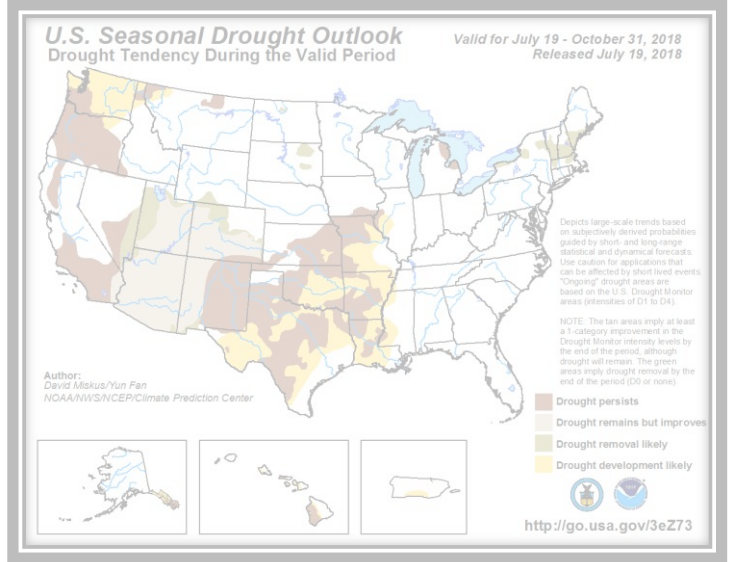 U.S. Seasonal Drought Outlook
Drought Tendency During the Valid Period
Valid for July 19 - October 31, 2018
Released July 19, 2018
Depicts large-scale trends based
on subjectively derived probabilities
guided by short- and long-range
statistical and dynamical forecasts.
Use caution for applications that
can be affected by short lived events.
"Ongoing" drought areas are
based on the U.S. Drought Monitor
areas (intensities of D1 to D4).
NOTE: The tan areas imply at least
a 1-category improvement in the
Drought Monitor intensity levels by
the end of the period, although
drought will remain. The green
areas imply drought removal by the
end of the period (D0 or none).
Author:
David Miskus/Yun Fan
NOAA/NWS/NCEP/Climate Prediction Center
Drought persists
Drought remains but improves
Drought removal likely
Drought development likely
http://go.usa.gov/3eZ73